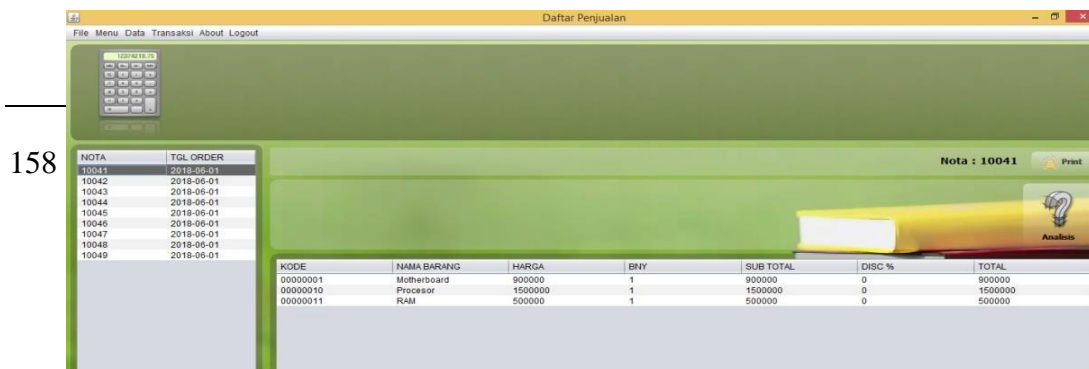 Daftar Penjualan
File Menu Data Transaksi About Logout
12374218.75
158
NOTA TGL ORDER
10041 2018-06-01
10042 2018-06-01
10043 2018-06-01
10044 2018-06-01
10045 2018-06-01
10046 2018-06-01
10047 2018-06-01
10048 2018-06-01
10049 2018-06-01
Nota : 10041 Print
Analisis
KODE NAMA BARANG HARGA BNY SUB TOTAL DISC % TOTAL
00000001 Motherboard 900000 1 900000 0 900000
00000010 Procesor 1500000 1 1500000 0 1500000
00000011 RAM 500000 1 500000 0 500000